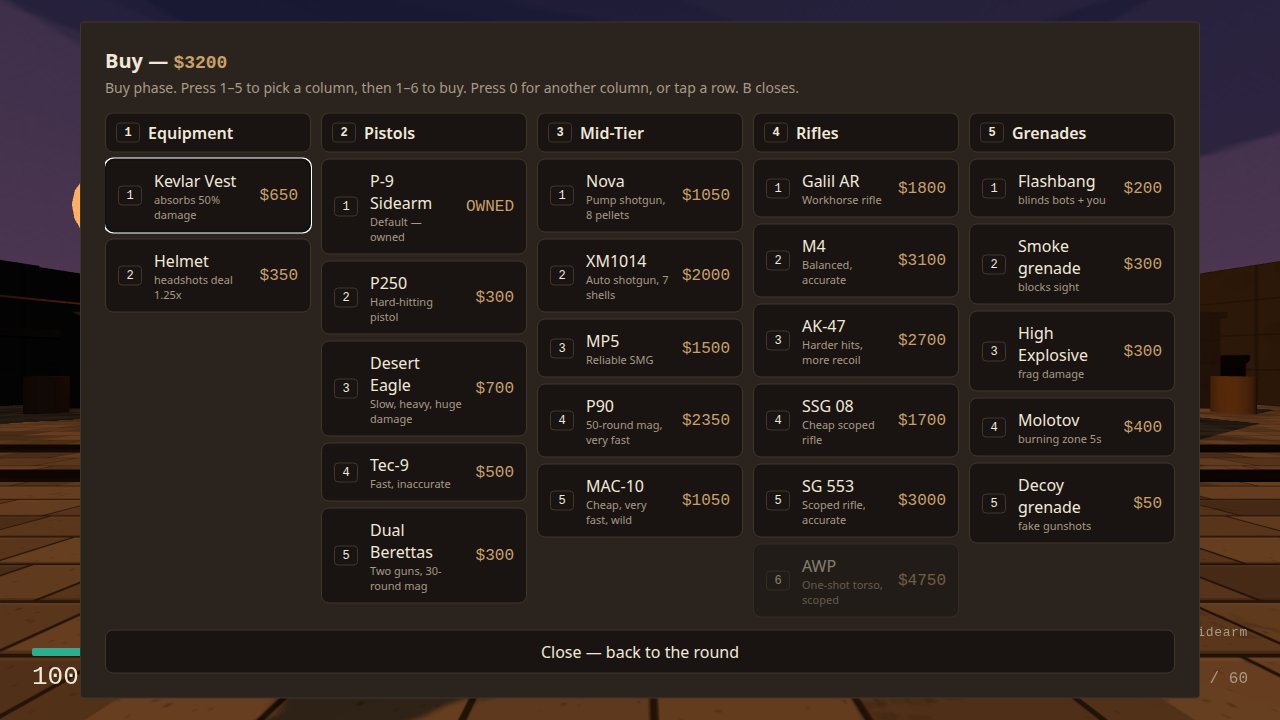 Buy — $3200
Buy phase. Press 1–5 to pick a column, then 1–6 to buy. Press 0 for another column, or tap a row. B closes.
1 Equipment
1 Kevlar Vest $650
absorbs 50%
damage
2 Helmet $350
headshots deal
1.25x
2 Pistols
1 P-9
Sidearm OWNED
Default —
owned
2 P250 $300
Hard-hitting
pistol
3 Desert
Eagle $700
Slow, heavy, huge
damage
4 Tec-9 $500
Fast, inaccurate
5 Dual
Berettas $300
Two guns, 30-
round mag
3 Mid-Tier
1 Nova $1050
Pump shotgun,
8 pellets
2 XM1014 $2000
Auto shotgun, 7
shells
3 MP5 $1500
Reliable SMG
4 P90 $2350
50-round mag,
very fast
5 MAC-10 $1050
Cheap, very
fast, wild
4 Rifles
1 Galil AR $1800
Workhorse rifle
2 M4 $3100
Balanced,
accurate
3 AK-47 $2700
Harder hits,
more recoil
4 SSG 08 $1700
Cheap scoped
rifle
5 SG 553 $3000
Scoped rifle,
accurate
6 AWP $4750
One-shot torso,
scoped
5 Grenades
1 Flashbang $200
blinds bots + you
2 Smoke
grenade $300
blocks sight
3 High
Explosive $300
frag damage
4 Molotov $400
burning zone 5s
5 Decoy
grenade $50
fake gunshots
Close — back to the round
100
idearm
/ 60